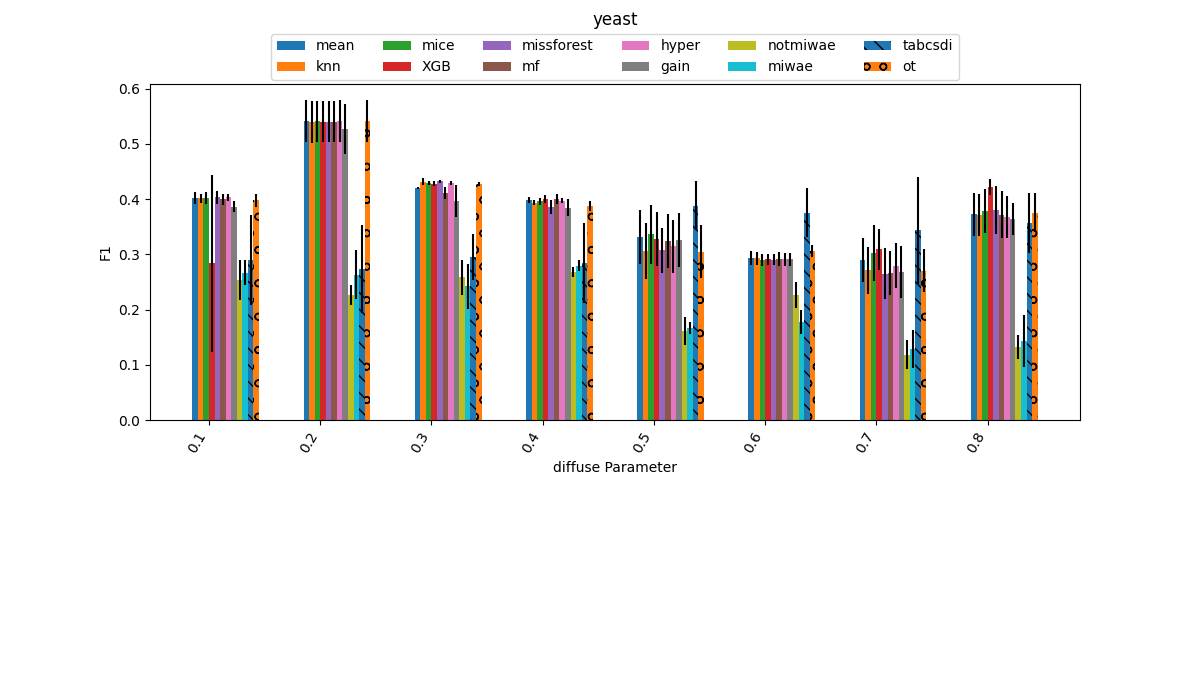 yeast
mean mice missforest hyper notmiwae tabcsdi
knn XGB mf gain miwae ot
0.6
0.5
0.4
0.3
0.2
0.1
0.0
F1
0.1 0.2 0.3 0.4 0.5 0.6 0.7 0.8
diffuse Parameter